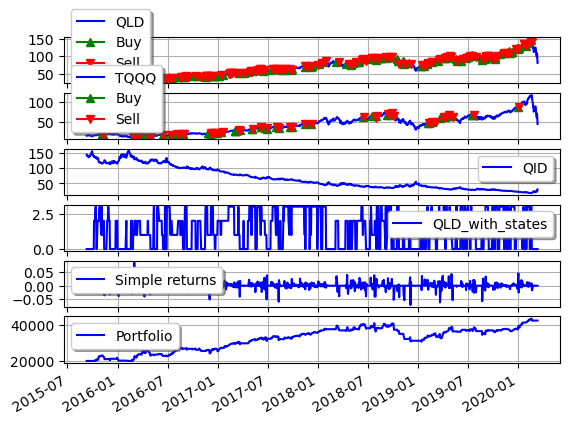 QLD
Buy
Sell
150
100
50
TQQQ
Buy
Sell
100
50
QID
150
100
50
QLD_with_states
2.5
0.0
Simple returns
0.05
0.00
−0.05
Portfolio
40000
20000
2015-07 2016-01 2016-07 2017-01 2017-07 2018-01 2018-07 2019-01 2019-07 2020-01